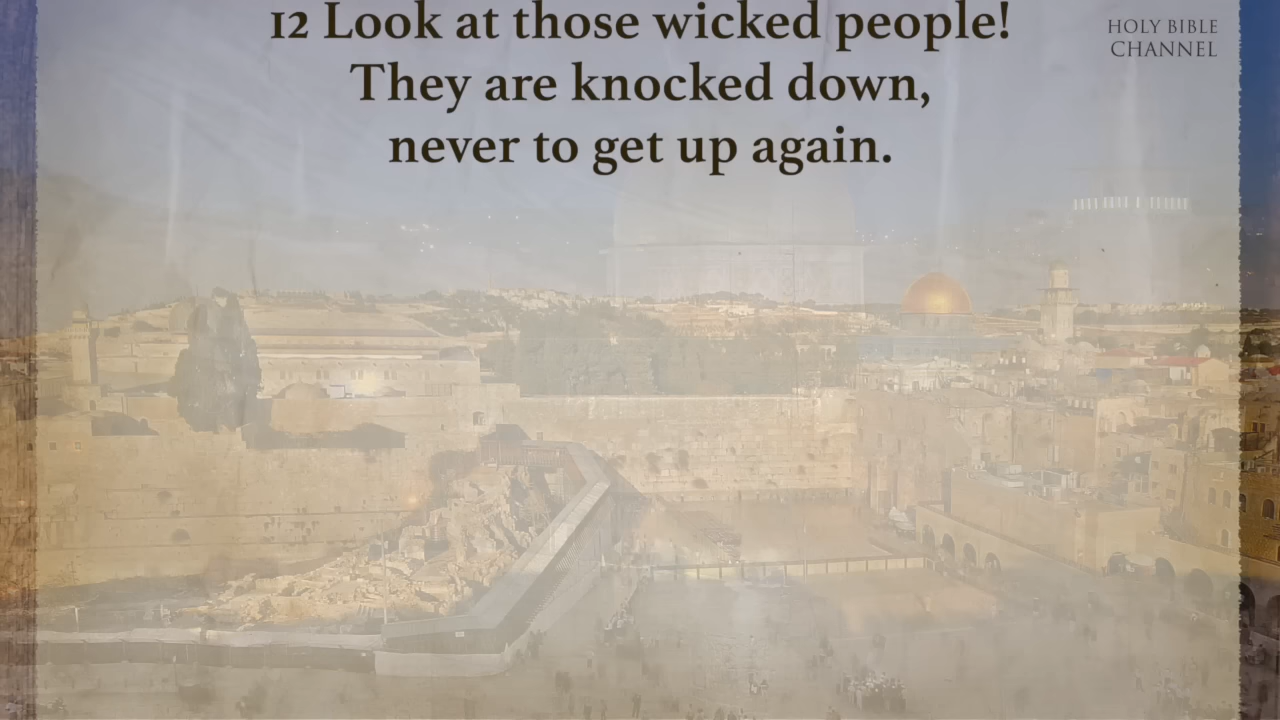 12 Look at those wicked people!
They are knocked down,
never to get up again.
HOLY BIBLE
CHANNEL